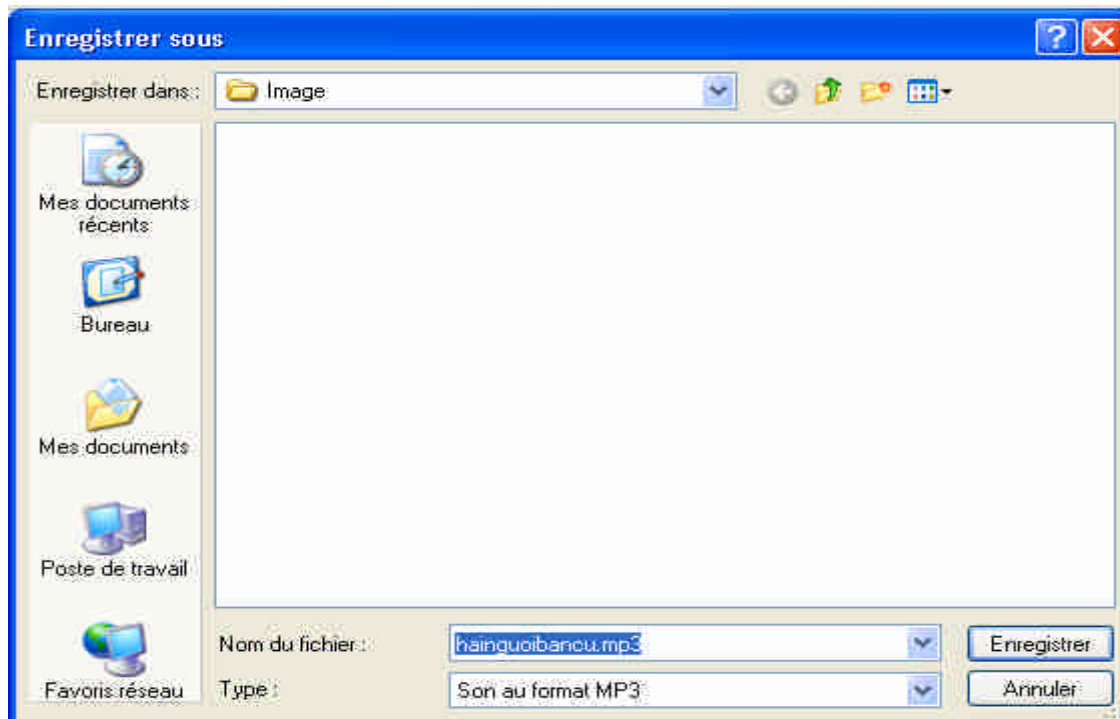 Enregistrer sous
Enregistrer dans :
Image
Mes documents
récents
Bureau
Mes documents
Poste de travail
Favoris réseau
Nom du fichier :
hainguoibancu.mp3
Enregistrer
Type :
Son au format MP3
Annuler